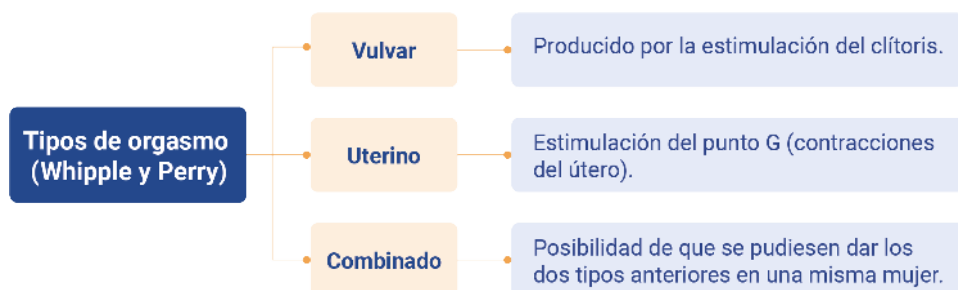 Tipos de orgasmo
(Whipple y Perry)
Vulvar
Producido por la estimulación del clítoris.
Uterino
Estimulación del punto G (contracciones
del útero).
Combinado
Posibilidad de que se pudiesen dar los
dos tipos anteriores en una misma mujer.